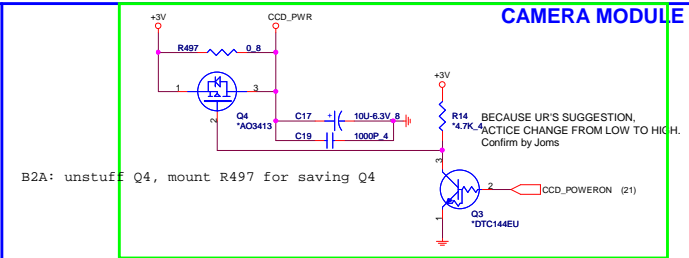 CAMERA MODULE
+3V
CCD_PWR
R497 0_8
1 3
2
Q4
*AO3413
C17 10U-6.3V_8
+
C19 1000P_4
+3V
R14
*4.7K_4
BECAUSE UR'S SUGGESTION,
ACTICE CHANGE FROM LOW TO HIGH.
Confirm by Joms
B2A: unstuff Q4, mount R497 for saving Q4
3
2
CCD_POWERON (21)
1
Q3
*DTC144EU